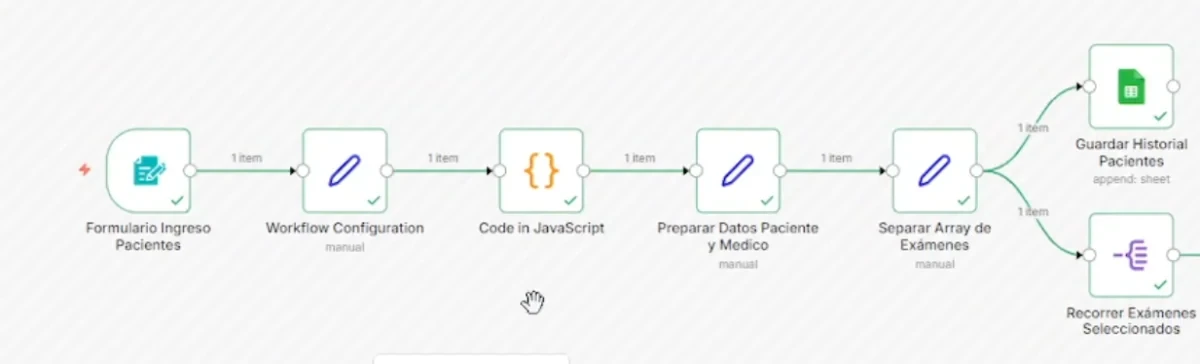 1 item
1 item
1 item
1 item
1 item
1 item
Formulario Ingreso
Pacientes
Workflow Configuration
manual
Code in JavaScript
Preparar Datos Paciente
y Medico
manual
Separar Array de
Exámenes
manual
Guardar Historial
Pacientes
append: sheet
Recorrer Exámenes
Seleccionados